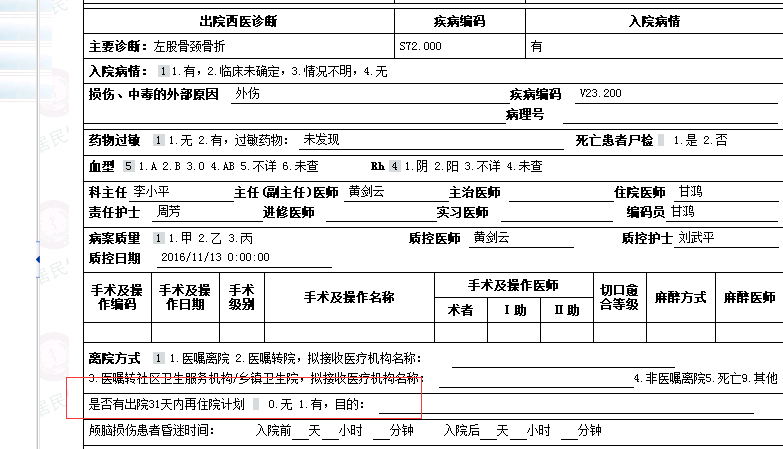 出院西医诊断 疾病编码 入院病情
主要诊断: 左股骨颈骨折 S72.000 有
入院病情: 1 1.有, 2.临床未确定, 3.情况不明, 4.无
损伤、中毒的外部原因 外伤 疾病编码 V23.200
病理号
药物过敏 1 1.无 2.有, 过敏药物: 未发现 死亡患者尸检 1.是 2.否
血型 5 1.A 2.B 3.O 4.AB 5.不详 6.未查 Rh 4 1.阴 2.阳 3.不详 4.未查
科主任 李小平 主任(副主任)医师 黄剑云 主治医师 住院医师 甘鸿
责任护士 周芳 进修医师 实习医师 编码员 甘鸿
病案质量 1 1.甲 2.乙 3.丙 质控医师 黄剑云 质控护士 刘武平
质控日期 2016/11/13 0:00:00
手术及操作编码 手术及操作日期 手术级别 手术及操作名称 手术及操作医师 切口愈合等级 麻醉方式 麻醉医师
术者 I助 II助
离院方式 1 1.医嘱离院 2.医嘱转院, 拟接收医疗机构名称:
3.医嘱转社区卫生服务机构/乡镇卫生院, 拟接收医疗机构名称: 4.非医嘱离院5.死亡9.其他
是否有出院31天内再住院计划 0.无 1.有, 目的:
颅脑损伤患者昏迷时间: 入院前__天__小时__分钟 入院后__天__小时__分钟